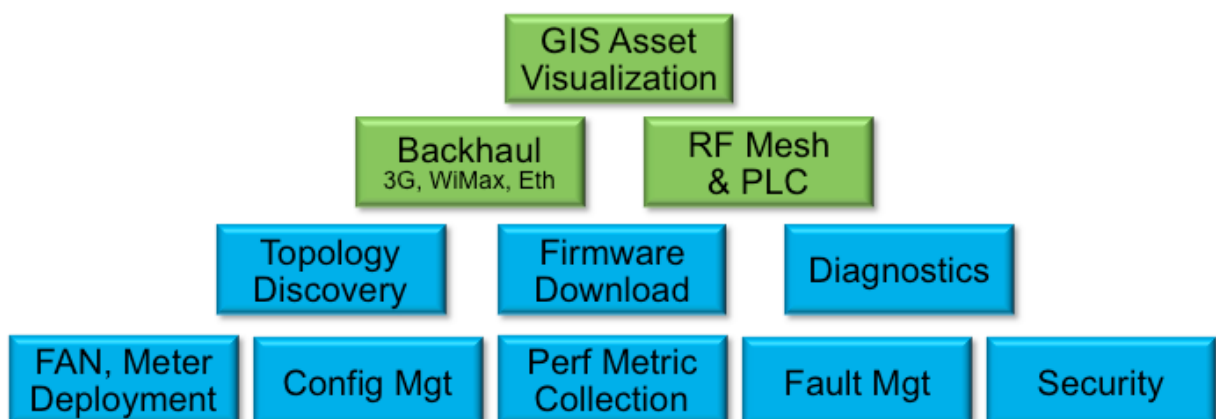 GIS Asset
Visualization
Backhaul
3G, WiMax, Eth
RF Mesh
& PLC
Topology
Discovery
Firmware
Download
Diagnostics
FAN, Meter
Deployment
Config Mgt
Perf Metric
Collection
Fault Mgt
Security